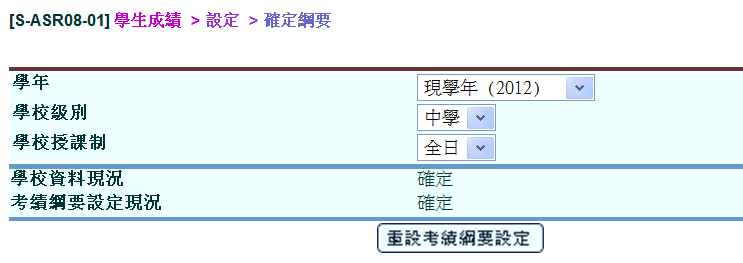 [S-ASR08-01] 學生成績 > 設定 > 確定綱要
學年 現學年（2012）
學校級別 中學
學校授課制 全日
學校資料現況 確定
考績綱要設定現況 確定
重設考績綱要設定